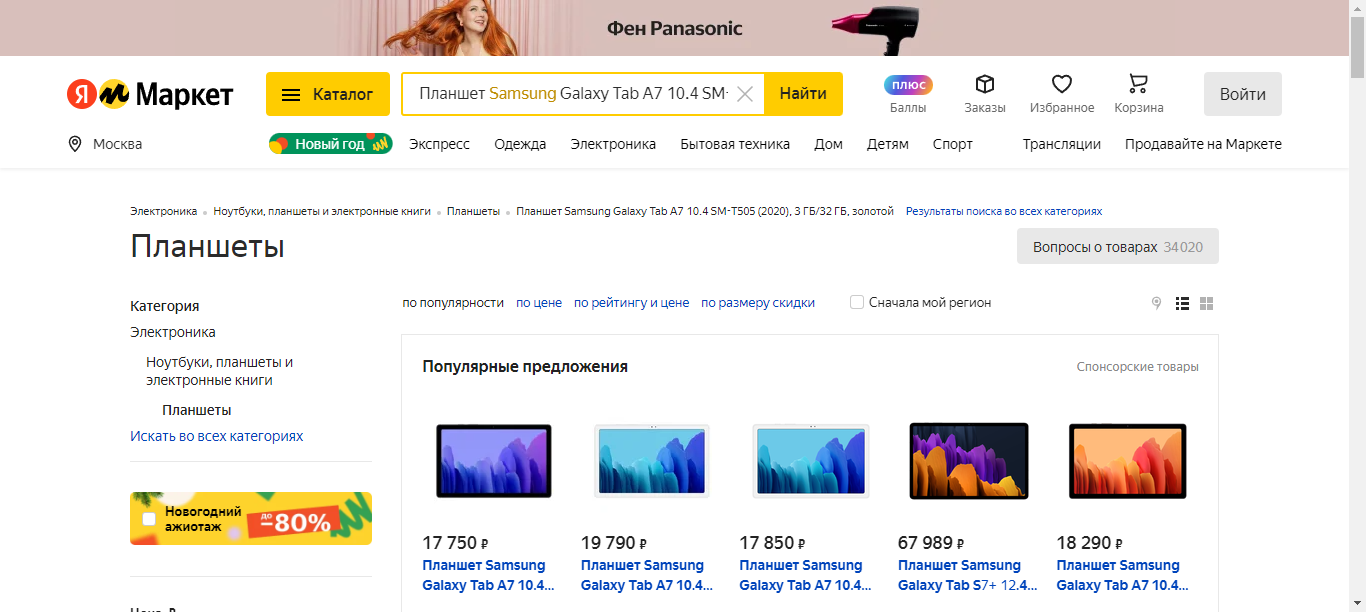 Фен Panasonic
Я Маркет
Каталог
Планшет Samsung Galaxy Tab A7 10.4 SM-
Найти
плюс
Баллы
Заказы
Избранное
Корзина
Войти
Москва
Новый год
Экспресс
Одежда
Электроника
Бытовая техника
Дом
Детям
Спорт
Трансляции
Продавайте на Маркете
Электроника
Ноутбуки, планшеты и электронные книги
Планшеты
Планшет Samsung Galaxy Tab A7 10.4 SM-T505 (2020), 3 ГБ/32 ГБ, золотой
Результаты поиска во всех категориях
Планшеты
Вопросы о товарах 34020
Категория
Электроника
Ноутбуки, планшеты и
электронные книги
Планшеты
Искать во всех категориях
Новогодний
ажиотаж
до
–80%
Цена, ₽
по популярности
по цене
по рейтингу и цене
по размеру скидки
Сначала мой регион
Популярные предложения
Спонсорские товары
17 750 ₽
Планшет Samsung
Galaxy Tab A7 10.4...
19 790 ₽
Планшет Samsung
Galaxy Tab A7 10.4...
17 850 ₽
Планшет Samsung
Galaxy Tab A7 10.4...
67 989 ₽
Планшет Samsung
Galaxy Tab S7+ 12.4...
18 290 ₽
Планшет Samsung
Galaxy Tab A7 10.4...